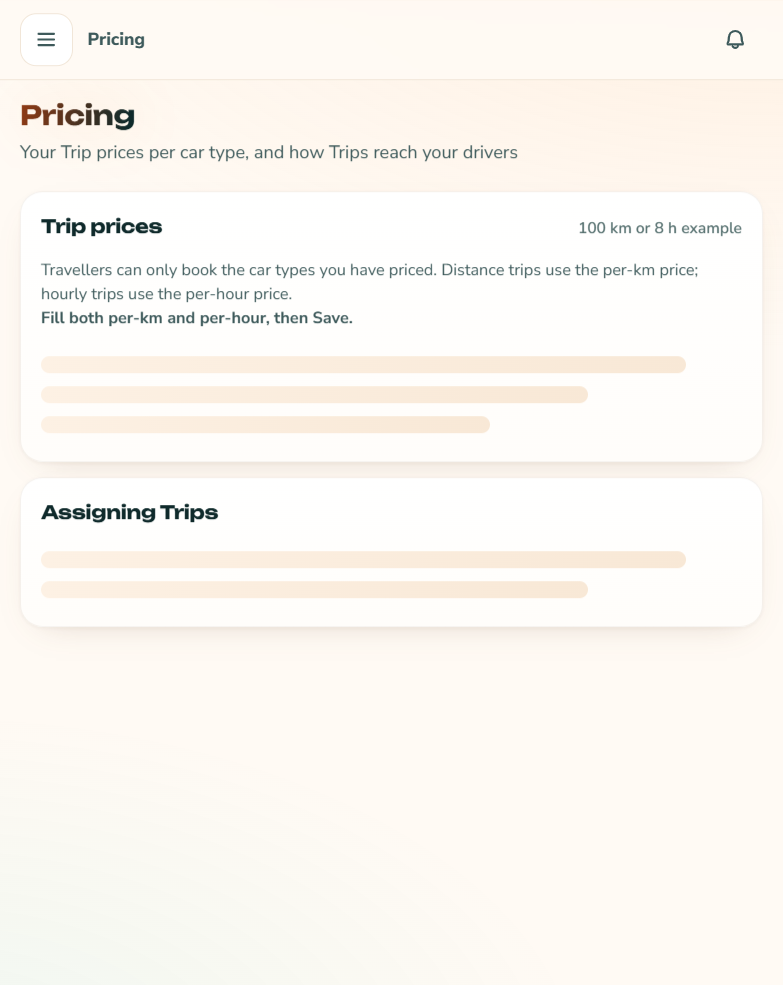 Pricing
Pricing
Your Trip prices per car type, and how Trips reach your drivers
Trip prices
100 km or 8 h example
Travellers can only book the car types you have priced. Distance trips use the per-km price;
hourly trips use the per-hour price.
Fill both per-km and per-hour, then Save.
Assigning Trips